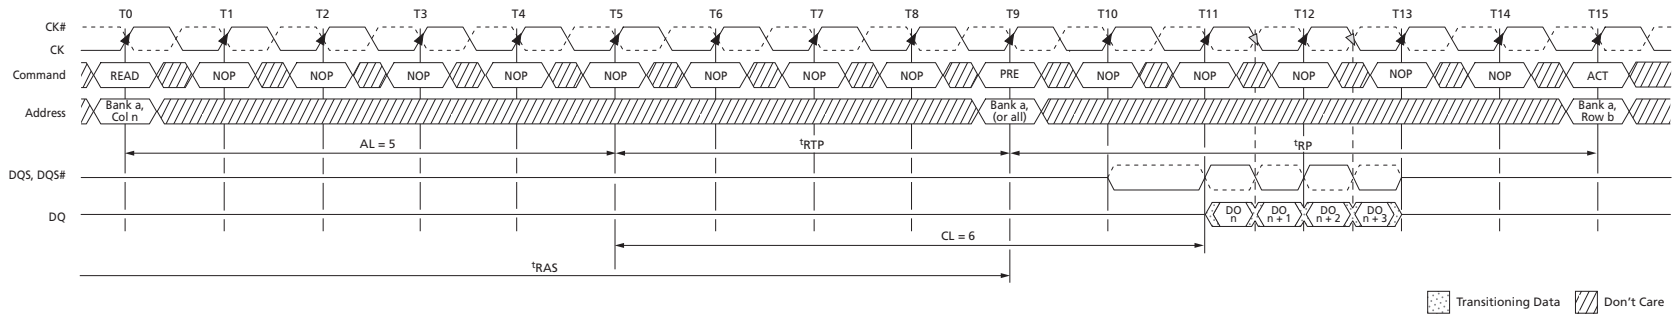 T0 T1 T2 T3 T4 T5 T6 T7 T8 T9 T10 T11 T12 T13 T14 T15
CK#
CK
Command READ NOP NOP NOP NOP NOP NOP NOP NOP PRE NOP NOP NOP NOP NOP ACT
Address Bank a, Col n Bank a, (or all) Bank a, Row b
AL = 5 tRTP tRP
DQS, DQS#
DQ DO n DO n + 1 DO n + 2 DO n + 3
CL = 6
tRAS
Transitioning Data Don't Care